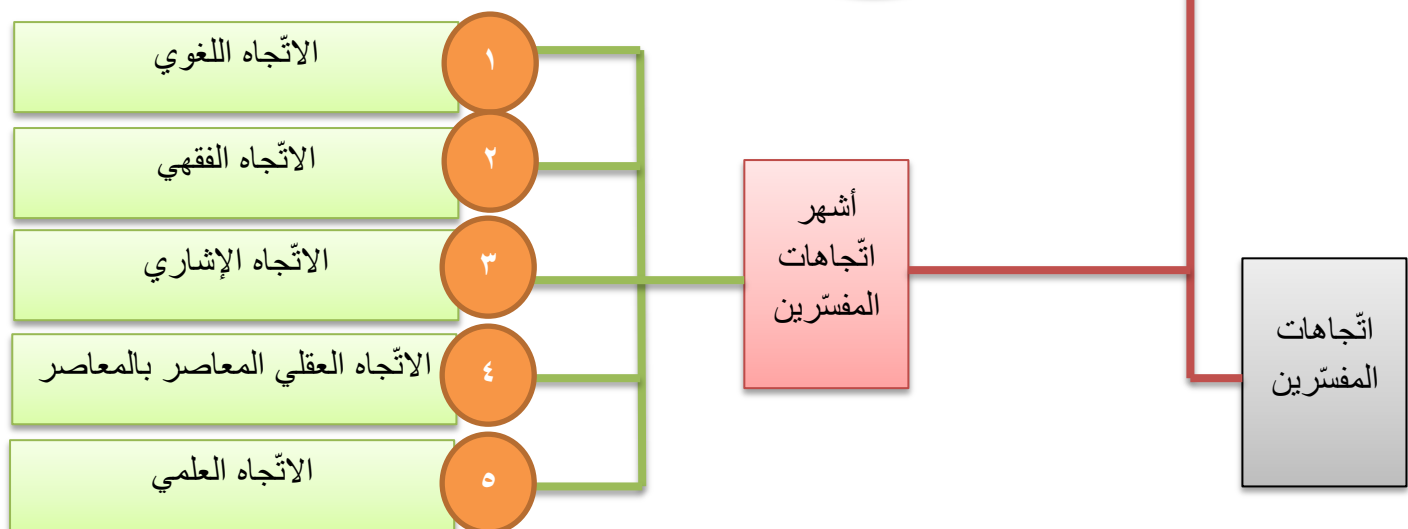 اتّجاهات
المفسّرين
أشهر
اتّجاهات
المفسّرين
١
الاتّجاه اللغوي
٢
الاتّجاه الفقهي
٣
الاتّجاه الإشاري
٤
الاتّجاه العقلي المعاصر بالمعاصر
٥
الاتّجاه العلمي